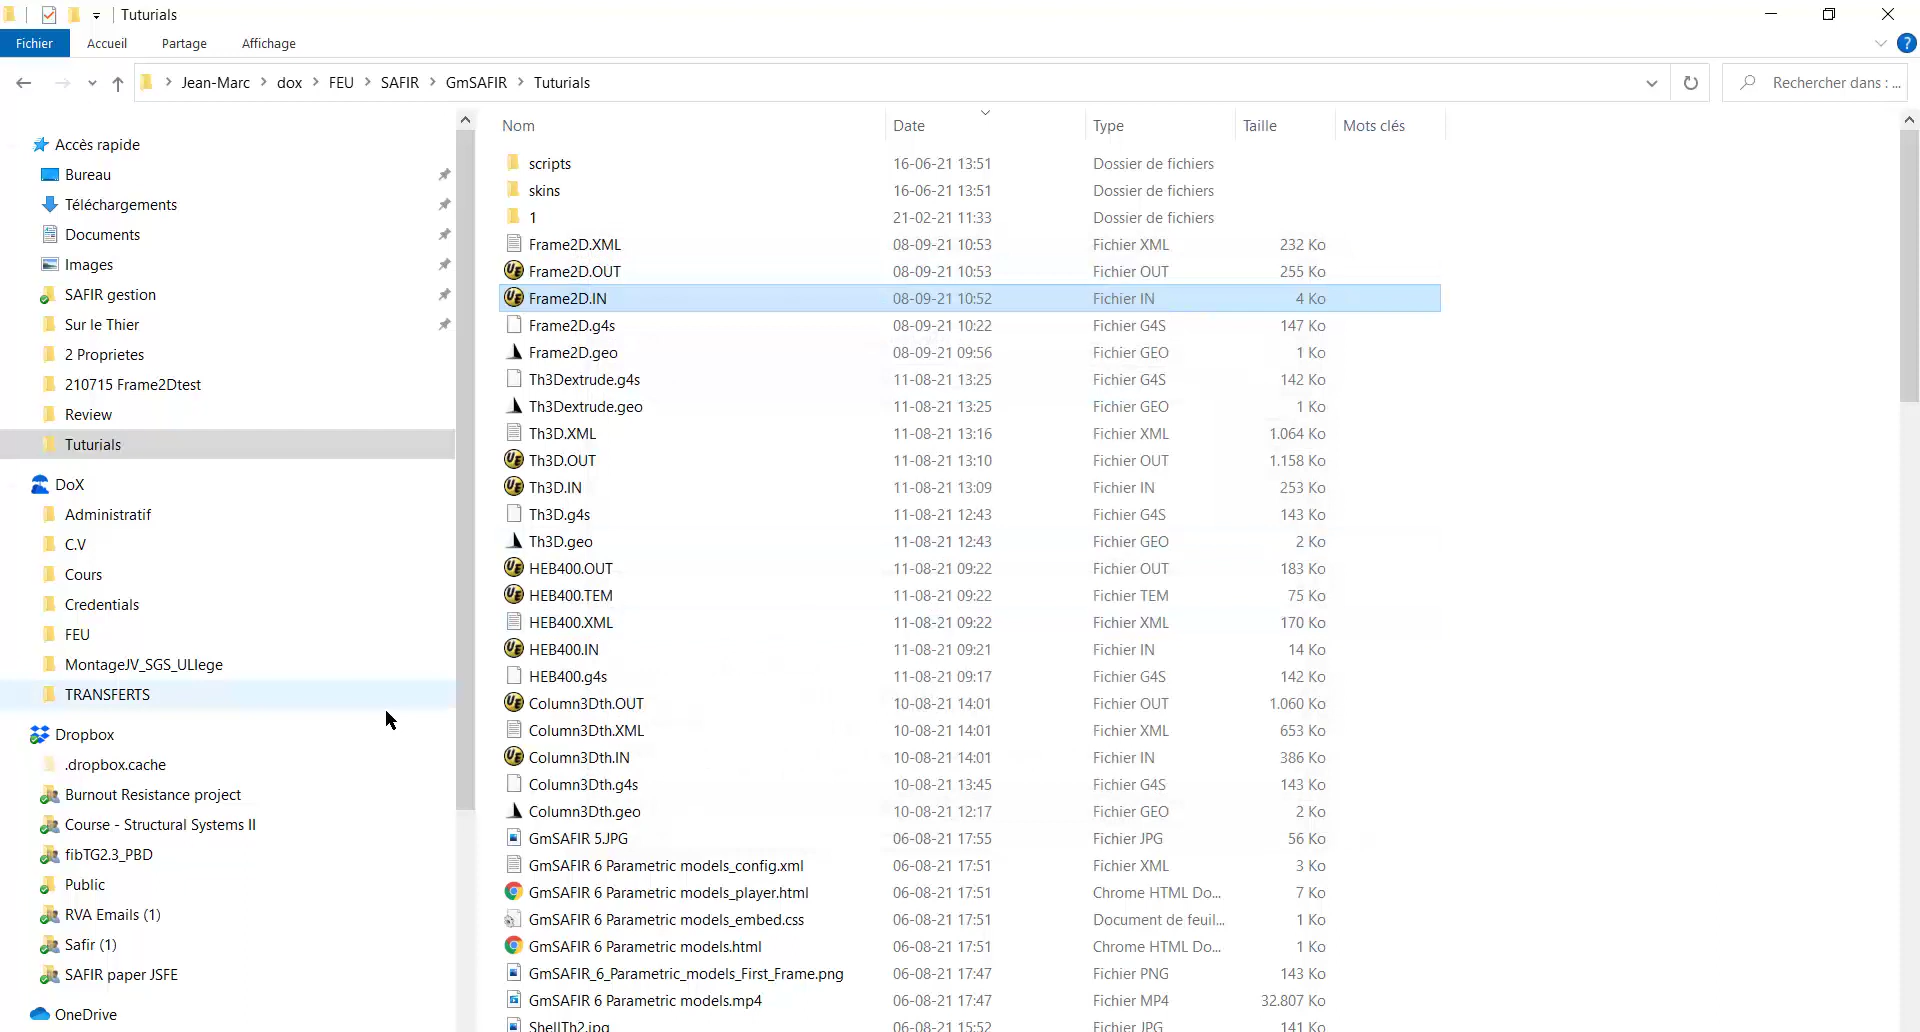 Tuturials
Fichier Accueil Partage Affichage
Jean-Marc dox FEU SAFIR GmSAFIR Tuturials Rechercher dans : ...
Nom Date Type Taille Mots clés
Accès rapide
Bureau
Téléchargements
Documents
Images
SAFIR gestion
Sur le Thier
2 Proprietes
210715 Frame2Dtest
Review
Tuturials
DoX
Administratif
C.V
Cours
Credentials
FEU
MontageJV_SGS_ULIege
TRANSFERTS
Dropbox
.dropbox.cache
Burnout Resistance project
Course - Structural Systems II
fibTG2.3_PBD
Public
RVA Emails (1)
Safir (1)
SAFIR paper JSFE
OneDrive
scripts 16-06-21 13:51 Dossier de fichiers
skins 16-06-21 13:51 Dossier de fichiers
1 21-02-21 11:33 Dossier de fichiers
Frame2D.XML 08-09-21 10:53 Fichier XML 232 Ko
Frame2D.OUT 08-09-21 10:53 Fichier OUT 255 Ko
Frame2D.IN 08-09-21 10:52 Fichier IN 4 Ko
Frame2D.g4s 08-09-21 10:22 Fichier G4S 147 Ko
Frame2D.geo 08-09-21 09:56 Fichier GEO 1 Ko
Th3Dextrude.g4s 11-08-21 13:25 Fichier G4S 142 Ko
Th3Dextrude.geo 11-08-21 13:25 Fichier GEO 1 Ko
Th3D.XML 11-08-21 13:16 Fichier XML 1.064 Ko
Th3D.OUT 11-08-21 13:10 Fichier OUT 1.158 Ko
Th3D.IN 11-08-21 13:09 Fichier IN 253 Ko
Th3D.g4s 11-08-21 12:43 Fichier G4S 143 Ko
Th3D.geo 11-08-21 12:43 Fichier GEO 2 Ko
HEB400.OUT 11-08-21 09:22 Fichier OUT 183 Ko
HEB400.TEM 11-08-21 09:22 Fichier TEM 75 Ko
HEB400.XML 11-08-21 09:22 Fichier XML 170 Ko
HEB400.IN 11-08-21 09:21 Fichier IN 14 Ko
HEB400.g4s 11-08-21 09:17 Fichier G4S 142 Ko
Column3Dth.OUT 10-08-21 14:01 Fichier OUT 1.060 Ko
Column3Dth.XML 10-08-21 14:01 Fichier XML 653 Ko
Column3Dth.IN 10-08-21 14:01 Fichier IN 386 Ko
Column3Dth.g4s 10-08-21 13:45 Fichier G4S 143 Ko
Column3Dth.geo 10-08-21 12:17 Fichier GEO 2 Ko
GmSAFIR 5.JPG 06-08-21 17:55 Fichier JPG 56 Ko
GmSAFIR 6 Parametric models_config.xml 06-08-21 17:51 Fichier XML 3 Ko
GmSAFIR 6 Parametric models_player.html 06-08-21 17:51 Chrome HTML Do... 7 Ko
GmSAFIR 6 Parametric models_embed.css 06-08-21 17:51 Document de feuil... 1 Ko
GmSAFIR 6 Parametric models.html 06-08-21 17:51 Chrome HTML Do... 1 Ko
GmSAFIR_6_Parametric_models_First_Frame.png 06-08-21 17:47 Fichier PNG 143 Ko
GmSAFIR 6 Parametric models.mp4 06-08-21 17:47 Fichier MP4 32.807 Ko
ShellTh2.jpg 06-08-21 15:52 Fichier JPG 141 Ko